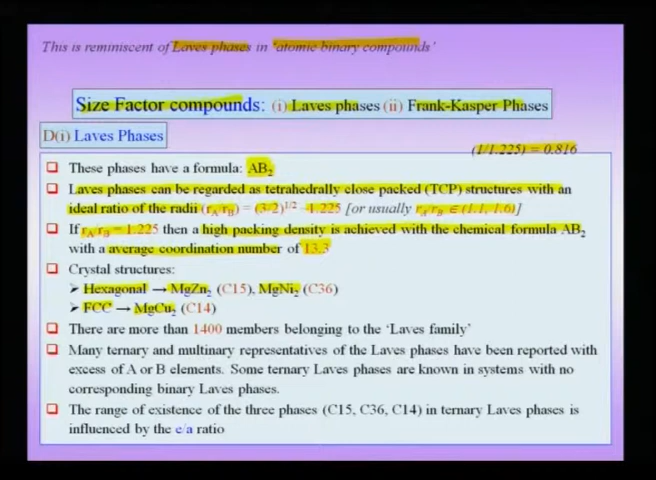 This is reminiscent of Laves phases in 'atomic binary compounds'
Size Factor compounds: (i) Laves phases (ii) Frank-Kasper Phases
D(i) Laves Phases
(1/1.225) = 0.816
❑ These phases have a formula: AB₂
❑ Laves phases can be regarded as tetrahedrally close packed (TCP) structures with an
ideal ratio of the radii (rA/rB) = (3/2)^1/2 ~1.225 [or usually rA/rB ∈ (1.1, 1.6)]
❑ If rA/rB = 1.225 then a high packing density is achieved with the chemical formula AB₂
with a average coordination number of 13.3
❑ Crystal structures:
➢ Hexagonal → MgZn₂ (C15), MgNi₂ (C36)
➢ FCC → MgCu₂ (C14)
❑ There are more than 1400 members belonging to the 'Laves family'
❑ Many ternary and multinary representatives of the Laves phases have been reported with
excess of A or B elements. Some ternary Laves phases are known in systems with no
corresponding binary Laves phases.
❑ The range of existence of the three phases (C15, C36, C14) in ternary Laves phases is
influenced by the e/a ratio